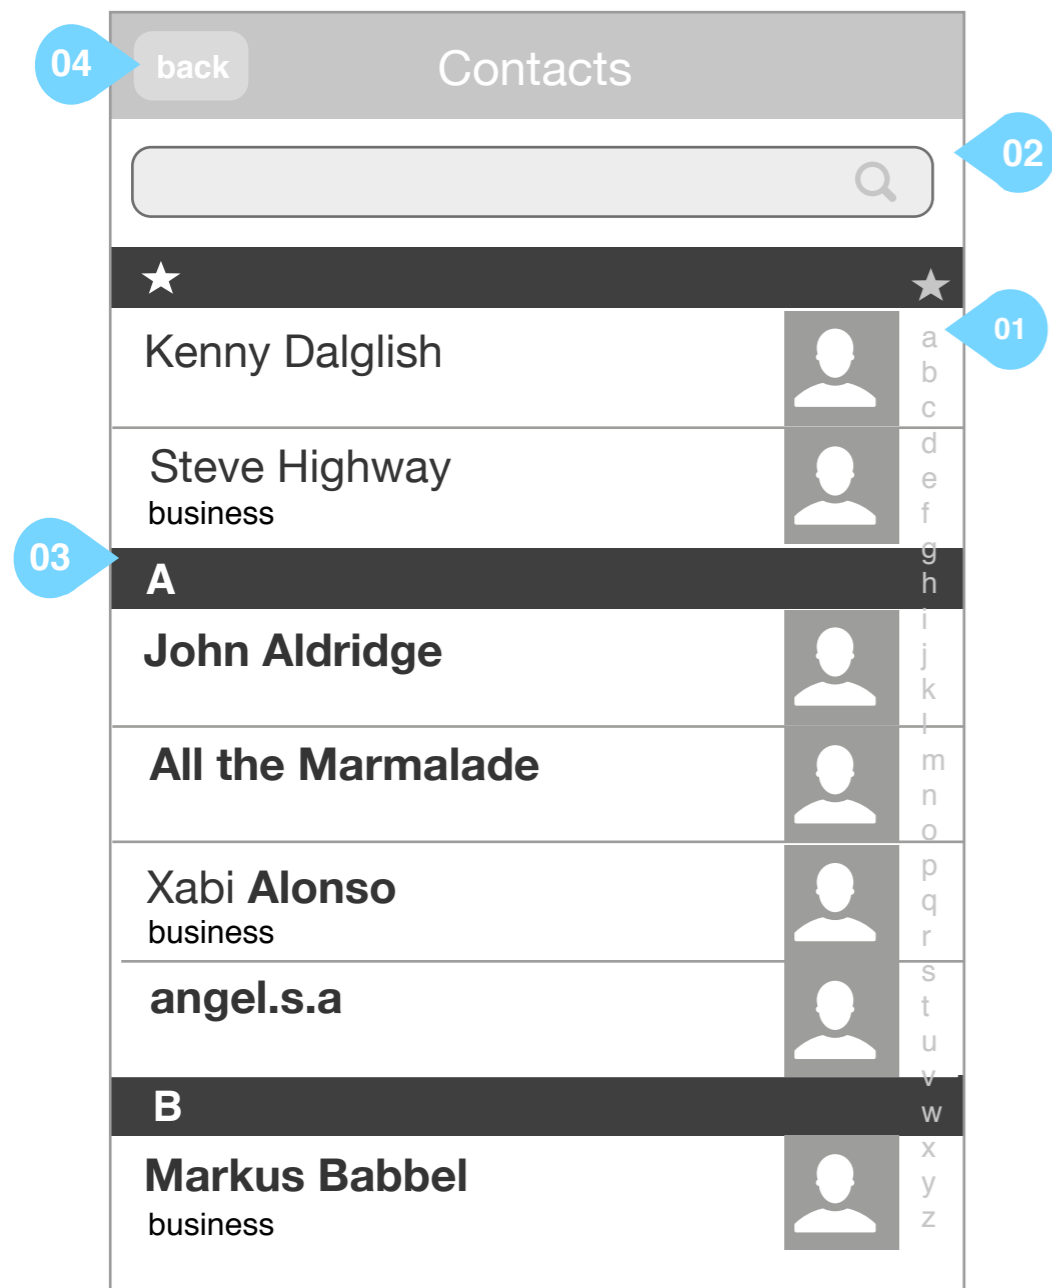 04
back
Contacts
02
01
Kenny Dalglish
Steve Highway
business
03
A
John Aldridge
All the Marmalade
Xabi Alonso
business
angel.s.a
B
Markus Babbel
business
a
b
c
d
e
f
g
h
i
j
k
l
m
n
o
p
q
r
s
t
u
v
w
x
y
z